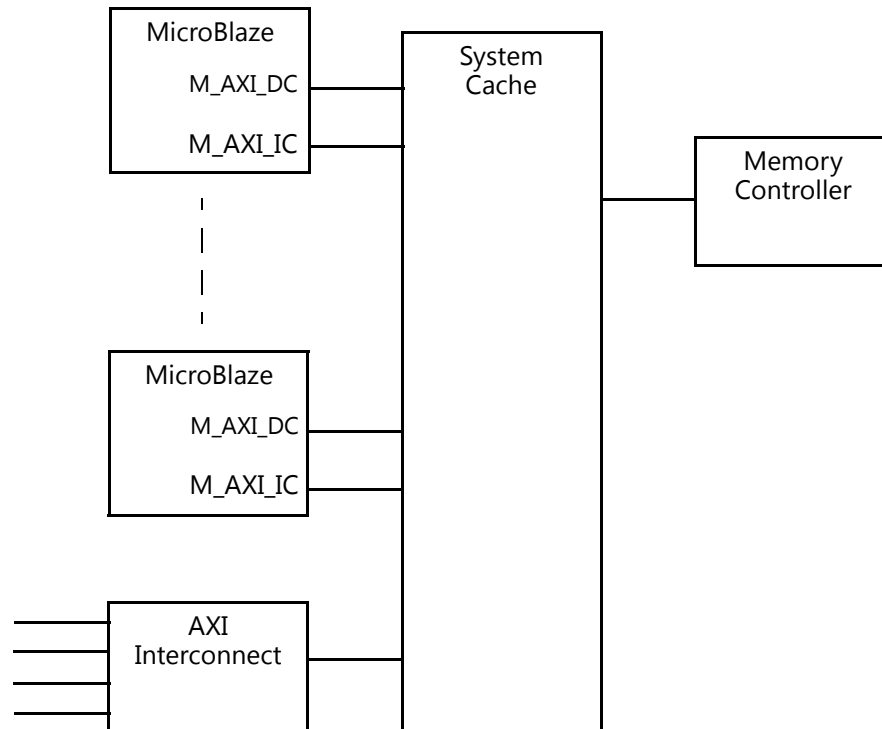 MicroBlaze
M_AXI_DC
M_AXI_IC
System
Cache
Memory
Controller
MicroBlaze
M_AXI_DC
M_AXI_IC
AXI
Interconnect